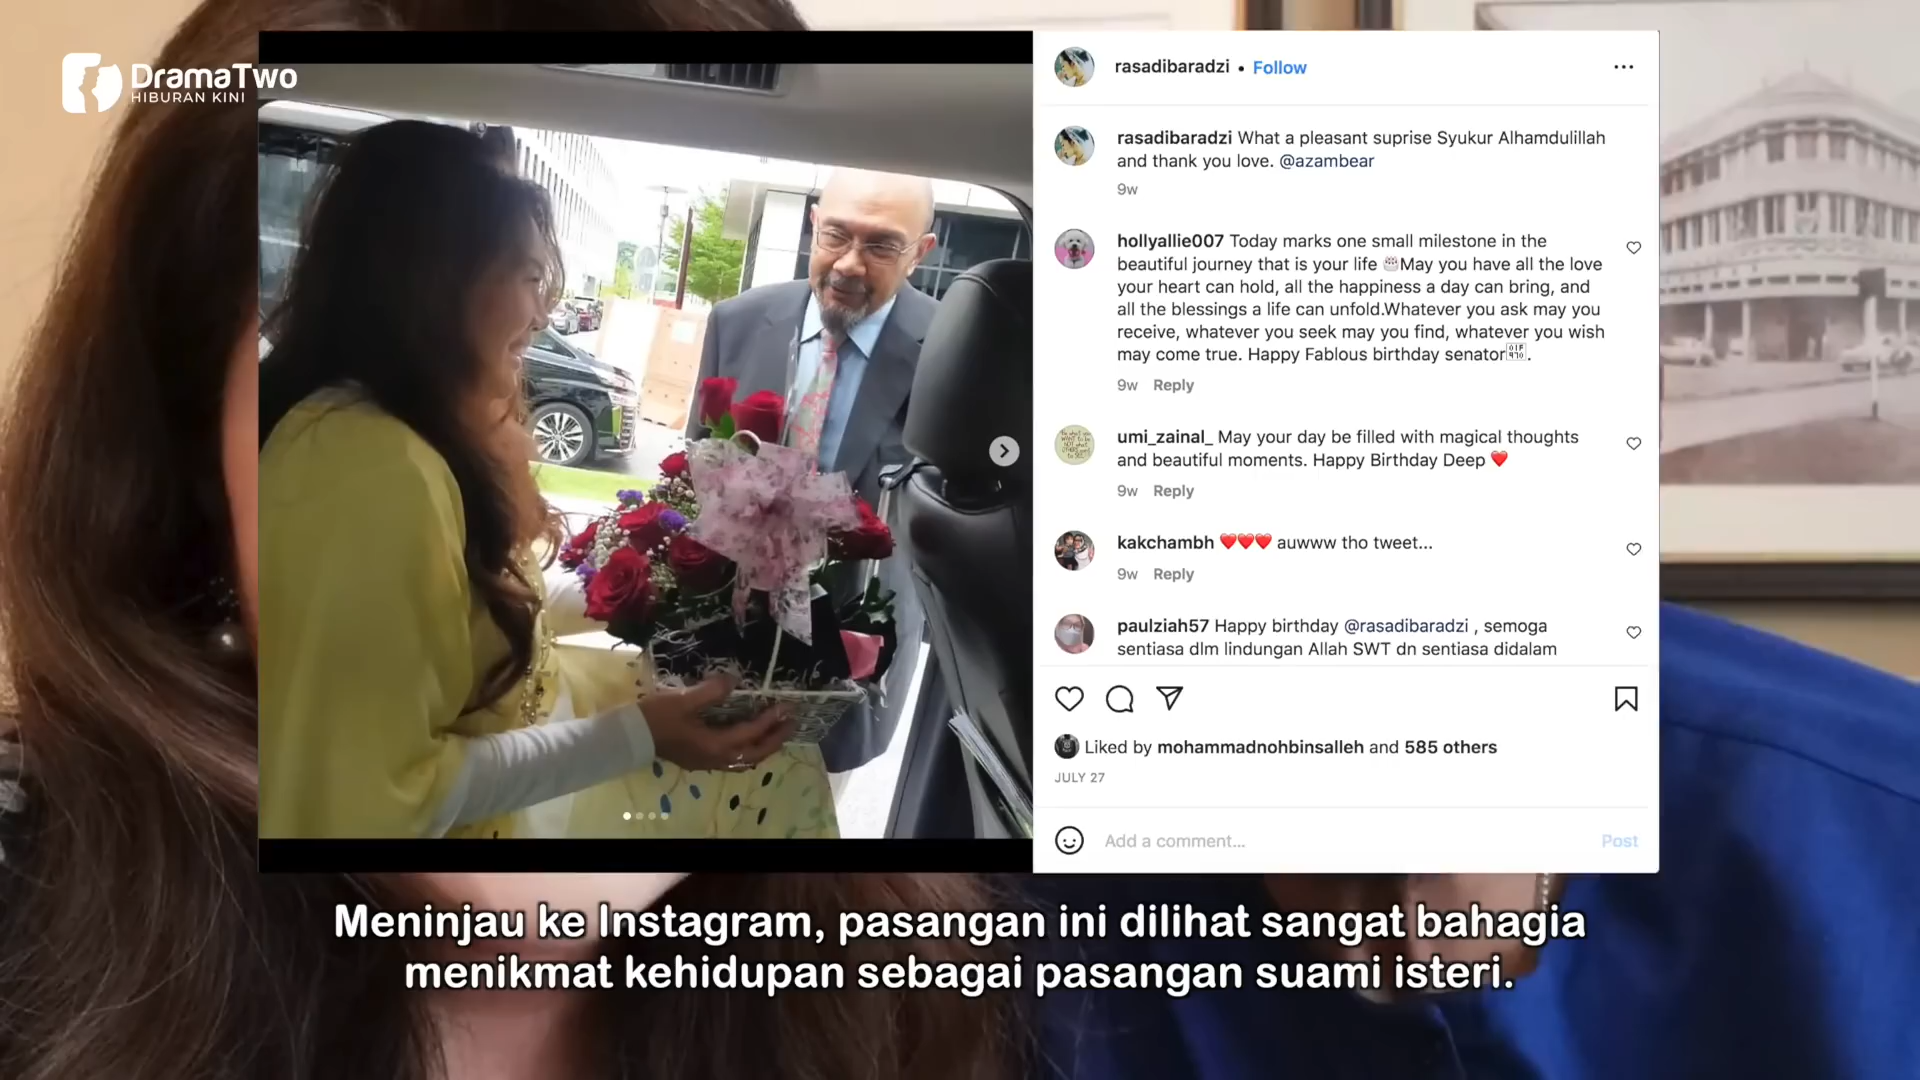 DramaTwo
HIBURAN KINI
rasadibaradzi • Follow
rasadibaradzi What a pleasant suprise Syukur Alhamdulillah
and thank you love. @azambear
9w
hollyallie007 Today marks one small milestone in the
beautiful journey that is your life 🎂May you have all the love
your heart can hold, all the happiness a day can bring, and
all the blessings a life can unfold.Whatever you ask may you
receive, whatever you seek may you find, whatever you wish
may come true. Happy Fablous birthday senator.
9w Reply
umi_zainal_ May your day be filled with magical thoughts
and beautiful moments. Happy Birthday Deep ❤️
9w Reply
kakchambh ❤️❤️❤️ auwww tho tweet...
9w Reply
paulziah57 Happy birthday @rasadibaradzi , semoga
sentiasa dlm lindungan Allah SWT dn sentiasa didalam
Liked by mohammadnohbinsalleh and 585 others
JULY 27
Add a comment... Post
Meninjau ke Instagram, pasangan ini dilihat sangat bahagia
menikmat kehidupan sebagai pasangan suami isteri.